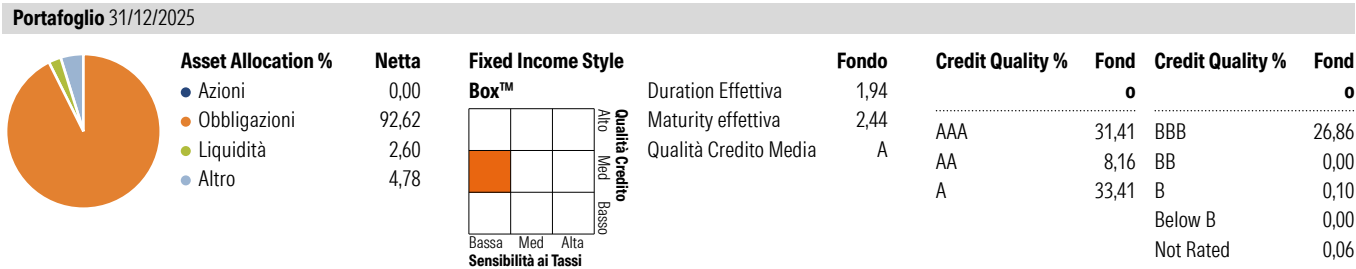 Portafoglio 31/12/2025
Asset Allocation % Netta
Azioni 0,00
Obbligazioni 92,62
Liquidità 2,60
Altro 4,78
Fixed Income Style
Box™
Alto
Med
Basso
Qualità Credito
Bassa Med Alta
Sensibilità ai Tassi
Fondo
Duration Effettiva 1,94
Maturity effettiva 2,44
Qualità Credito Media A
Credit Quality % Fond
o
AAA 31,41
AA 8,16
A 33,41
Credit Quality % Fond
o
BBB 26,86
BB 0,00
B 0,10
Below B 0,00
Not Rated 0,06